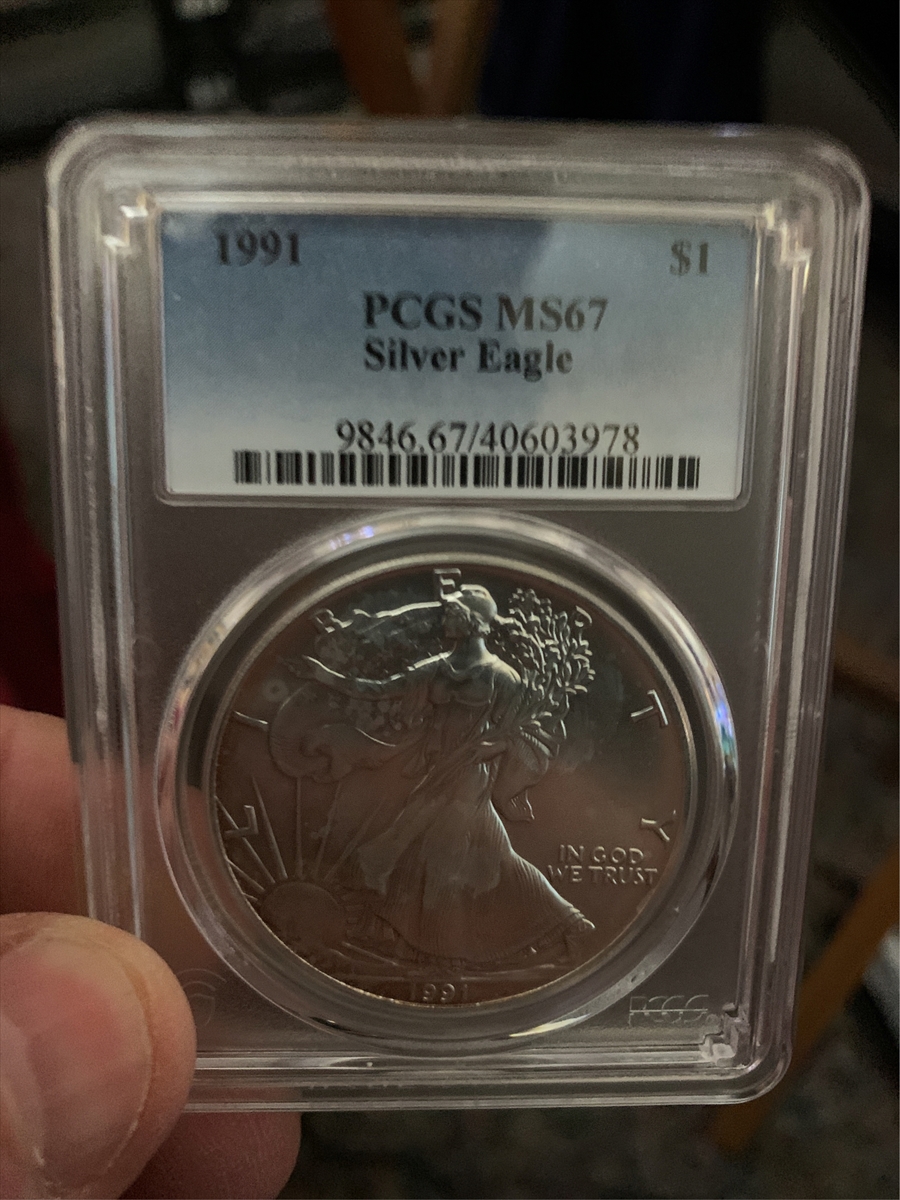 1991 $1
PCGS MS67
Silver Eagle
9846.67/40603978
LIBERTY
IN GOD
WE TRUST
1991
PCGS